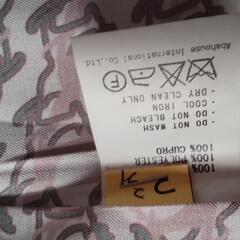 100% CUPRO
100% POLYESTER
· DO NOT WASH
· DO NOT BLEACH
· COOL IRON
· DRY CLEAN ONLY
F
Abahouse International Co.,Ltd.